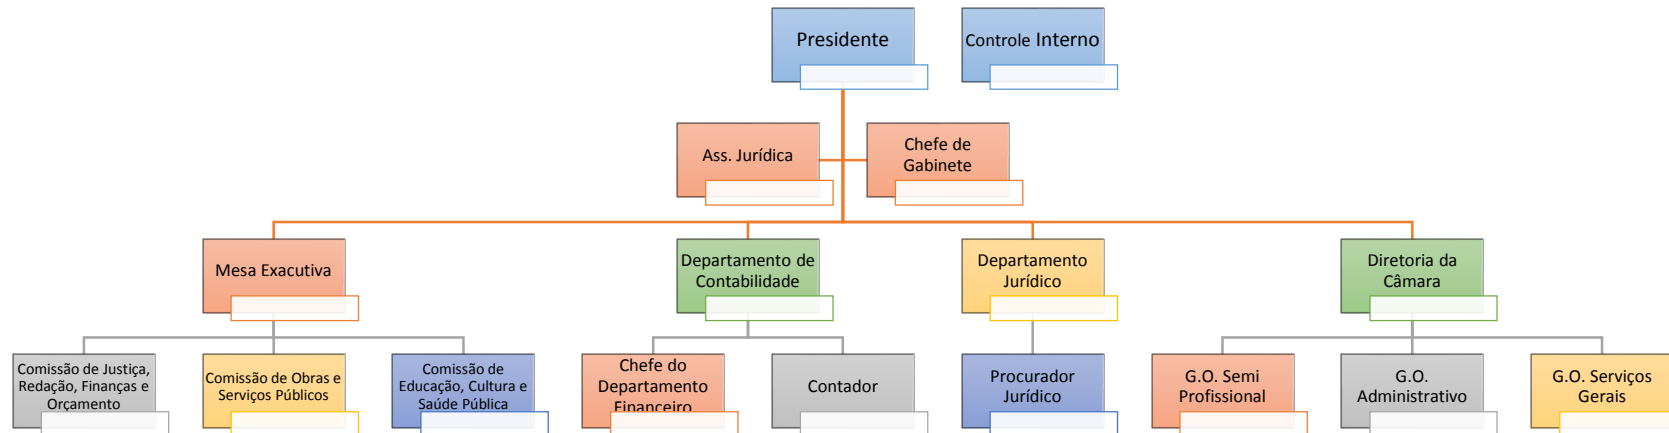 Presidente
Controle Interno
Ass. Jurídica
Chefe de
Gabinete
Mesa Exacutiva
Departamento de
Contabilidade
Departamento
Jurídico
Diretoria da
Câmara
Comissão de Justiça,
Redação, Finanças e
Orçamento
Comissão de Obras e
Serviços Públicos
Comissão de
Educação, Cultura e
Saúde Pública
Chefe do
Departamento
Financeiro
Contador
Procurador
Jurídico
G.O. Semi
Profissional
G.O.
Administrativo
G.O. Serviços
Gerais